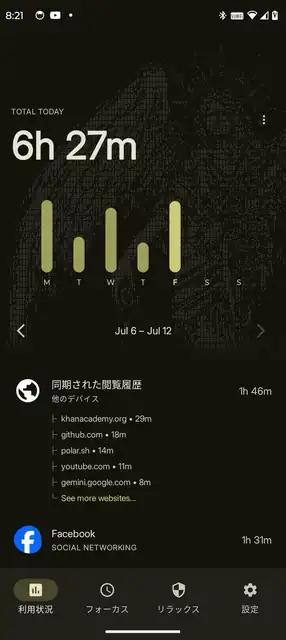 8:21
TOTAL TODAY
6h 27m
M T W T F S S
Jul 6 – Jul 12
同期された閲覧履歴
他のデバイス
1h 46m
├ khanacademy.org • 29m
├ github.com • 18m
├ polar.sh • 14m
├ youtube.com • 11m
├ gemini.google.com • 8m
└ See more websites...
Facebook
SOCIAL NETWORKING
1h 31m
利用状況 フォーカス リラックス 設定